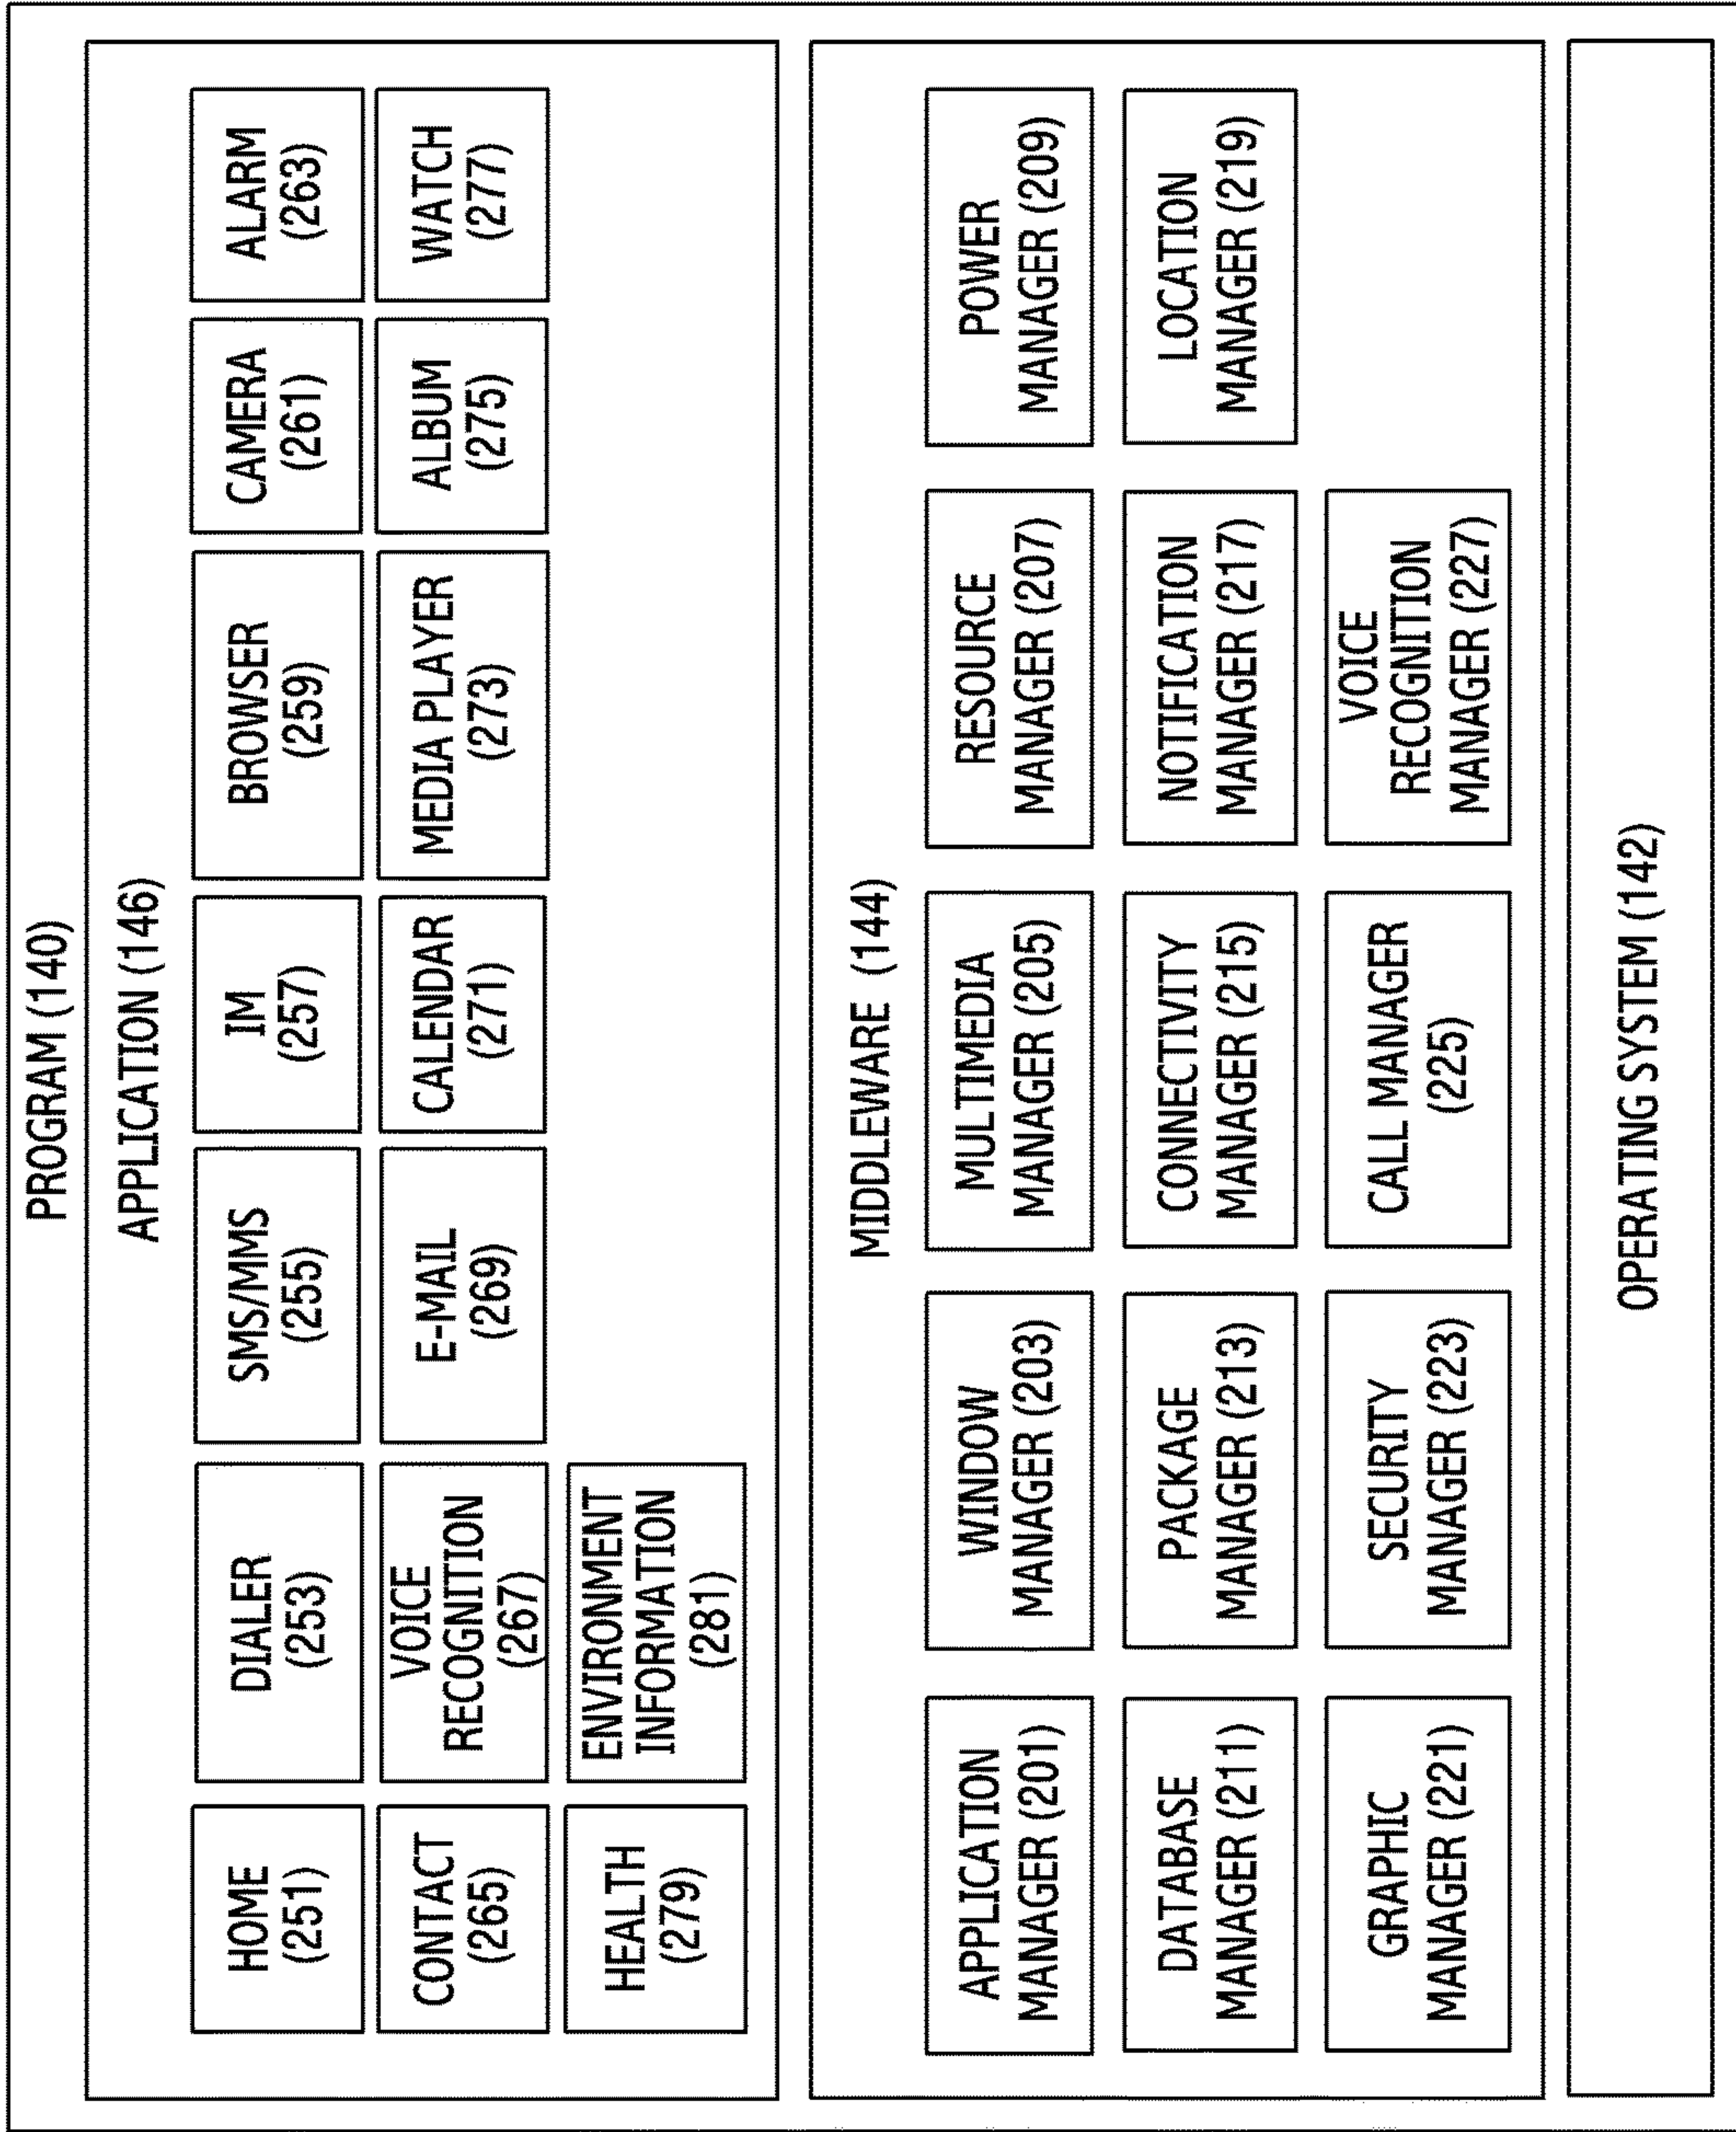 PROGRAM (140)
APPLICATION (146)
HOME
(251)
DIALER
(253)
SMS/MMS
(255)
IM
(257)
BROWSER
(259)
CAMERA
(261)
ALARM
(263)
CONTACT
(265)
VOICE
RECOGNITION
(267)
E-MAIL
(269)
CALENDAR
(271)
MEDIA PLAYER
(273)
ALBUM
(275)
WATCH
(277)
HEALTH
(279)
ENVIRONMENT
INFORMATION
(281)
MIDDLEWARE (144)
APPLICATION
MANAGER (201)
WINDOW
MANAGER (203)
MULTIMEDIA
MANAGER (205)
RESOURCE
MANAGER (207)
POWER
MANAGER (209)
DATABASE
MANAGER (211)
PACKAGE
MANAGER (213)
CONNECTIVITY
MANAGER (215)
NOTIFICATION
MANAGER (217)
LOCATION
MANAGER (219)
GRAPHIC
MANAGER (221)
SECURITY
MANAGER (223)
CALL MANAGER
(225)
VOICE
RECOGNITION
MANAGER (227)
OPERATING SYSTEM (142)